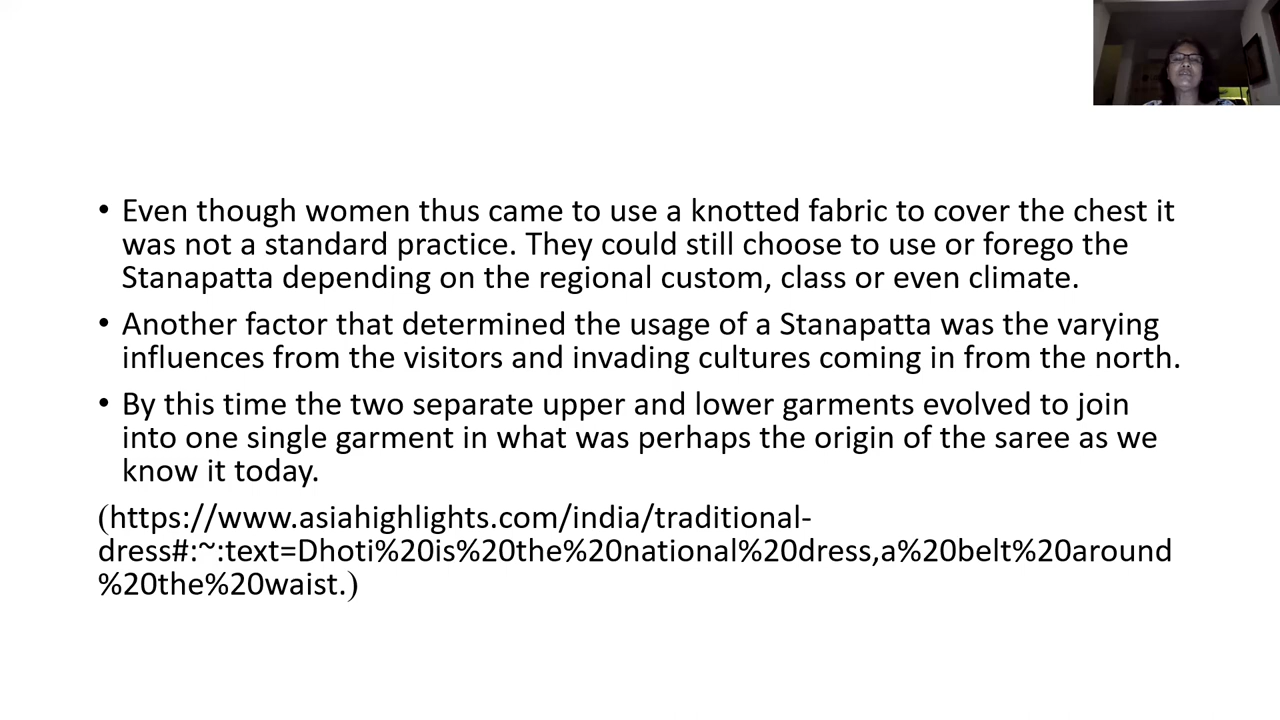 • Even though women thus came to use a knotted fabric to cover the chest it
was not a standard practice. They could still choose to use or forego the
Stanapatta depending on the regional custom, class or even climate.
• Another factor that determined the usage of a Stanapatta was the varying
influences from the visitors and invading cultures coming in from the north.
• By this time the two separate upper and lower garments evolved to join
into one single garment in what was perhaps the origin of the saree as we
know it today.
(https://www.asiahighlights.com/india/traditional-
dress#:~:text=Dhoti%20is%20the%20national%20dress,a%20belt%20around
%20the%20waist.)